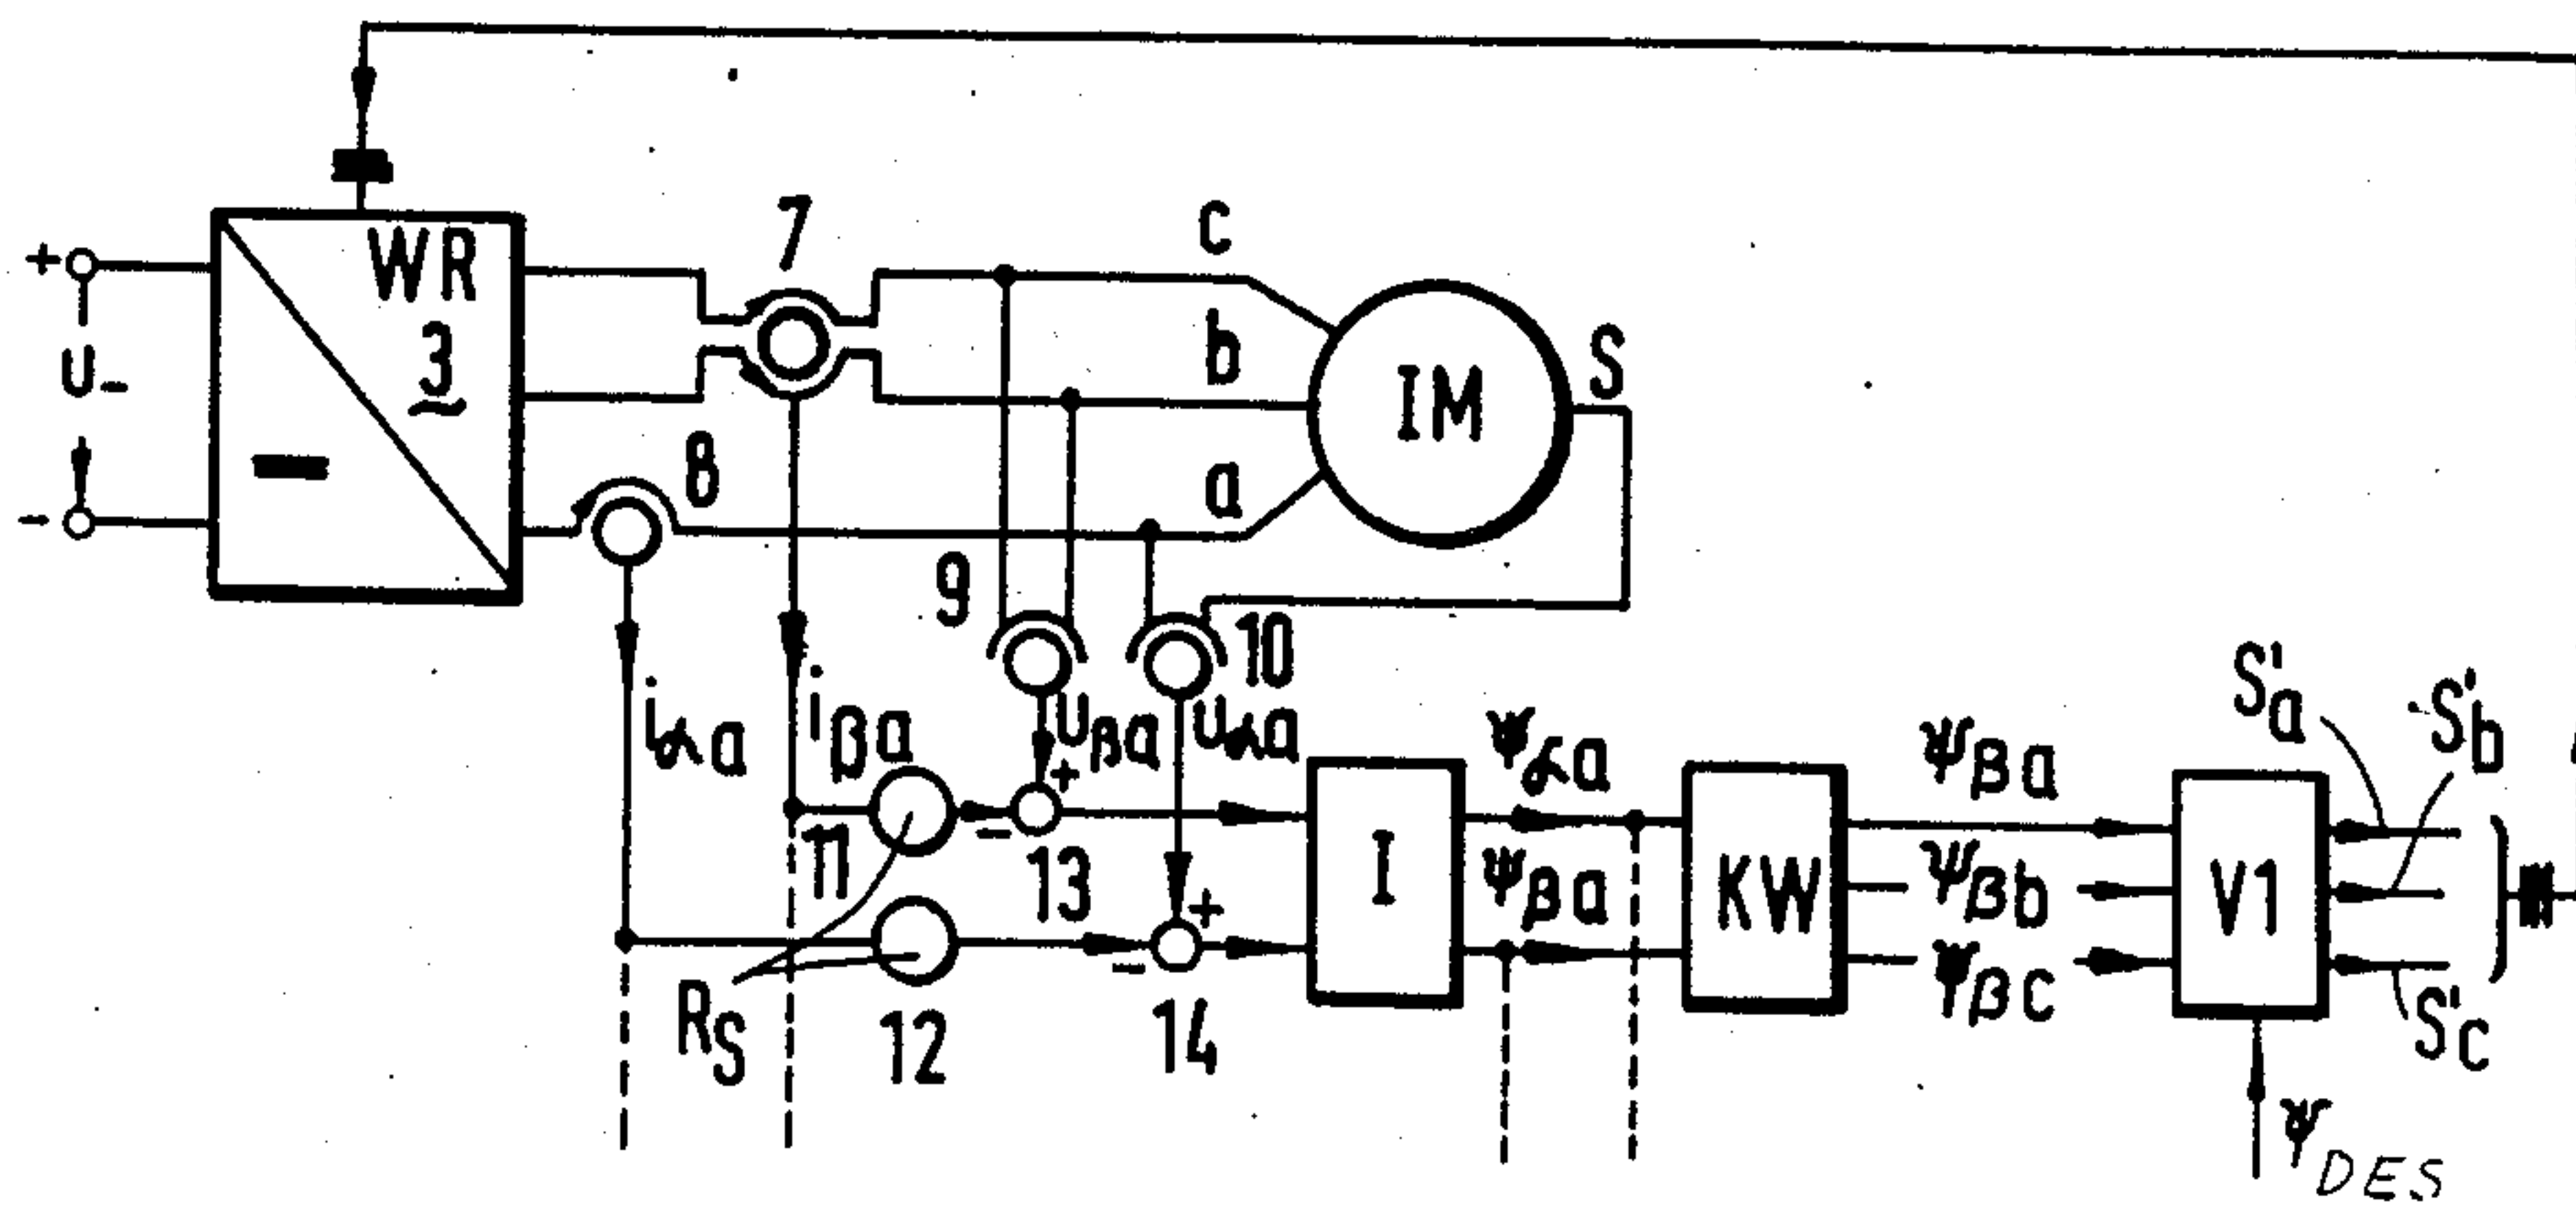 7
c
WR
+
b
S
3
~
U-
IM
8
a
-
9
10
S'a
S'b
iαa
iβa
uβa
uαa
ψαa
ψβa
+
11
-
13
ψβa
I
KW
ψβb
V1
+
-
ψβc
RS
12
14
S'c
ψDES